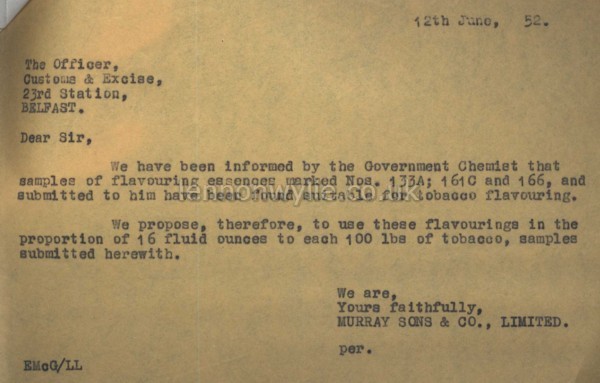 12th June, 52.
The Officer,
Customs & Excise,
23rd Station,
BELFAST.
Dear Sir,
We have been informed by the Government Chemist that
samples of flavouring essences marked Nos. 133A; 161C and 166, and
submitted to him have been found suitable for tobacco flavouring.
We propose, therefore, to use these flavourings in the
proportion of 16 fluid ounces to each 100 lbs of tobacco, samples
submitted herewith.
We are,
Yours faithfully,
MURRAY SONS & CO., LIMITED.
per.
EMcG/LL